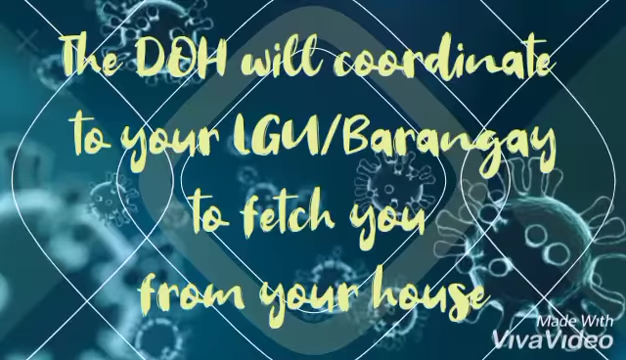 The DOH will coordinate
to your LGU/Barangay
to fetch you
from your house
Made With
VivaVideo